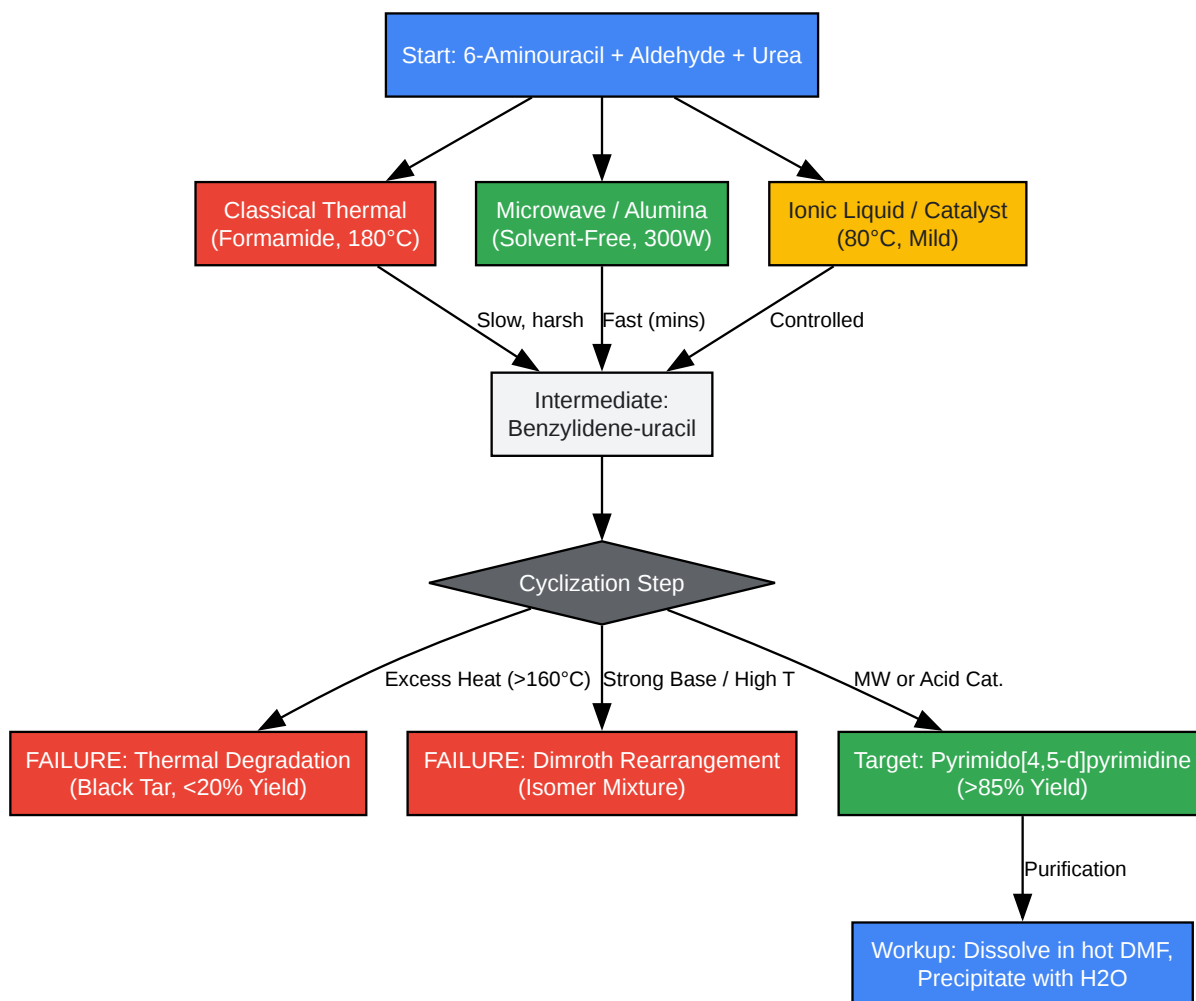 Start: 6-Aminouracil + Aldehyde + Urea
Classical Thermal
(Formamide, 180°C)
Microwave / Alumina
(Solvent-Free, 300W)
Ionic Liquid / Catalyst
(80°C, Mild)
Slow, harsh
Fast (mins)
Controlled
Intermediate:
Benzylidene-uracil
Cyclization Step
Excess Heat (>160°C)
Strong Base / High T
MW or Acid Cat.
FAILURE: Thermal Degradation
(Black Tar, <20% Yield)
FAILURE: Dimroth Rearrangement
(Isomer Mixture)
Target: Pyrimido[4,5-d]pyrimidine
(>85% Yield)
Purification
Workup: Dissolve in hot DMF,
Precipitate with H2O